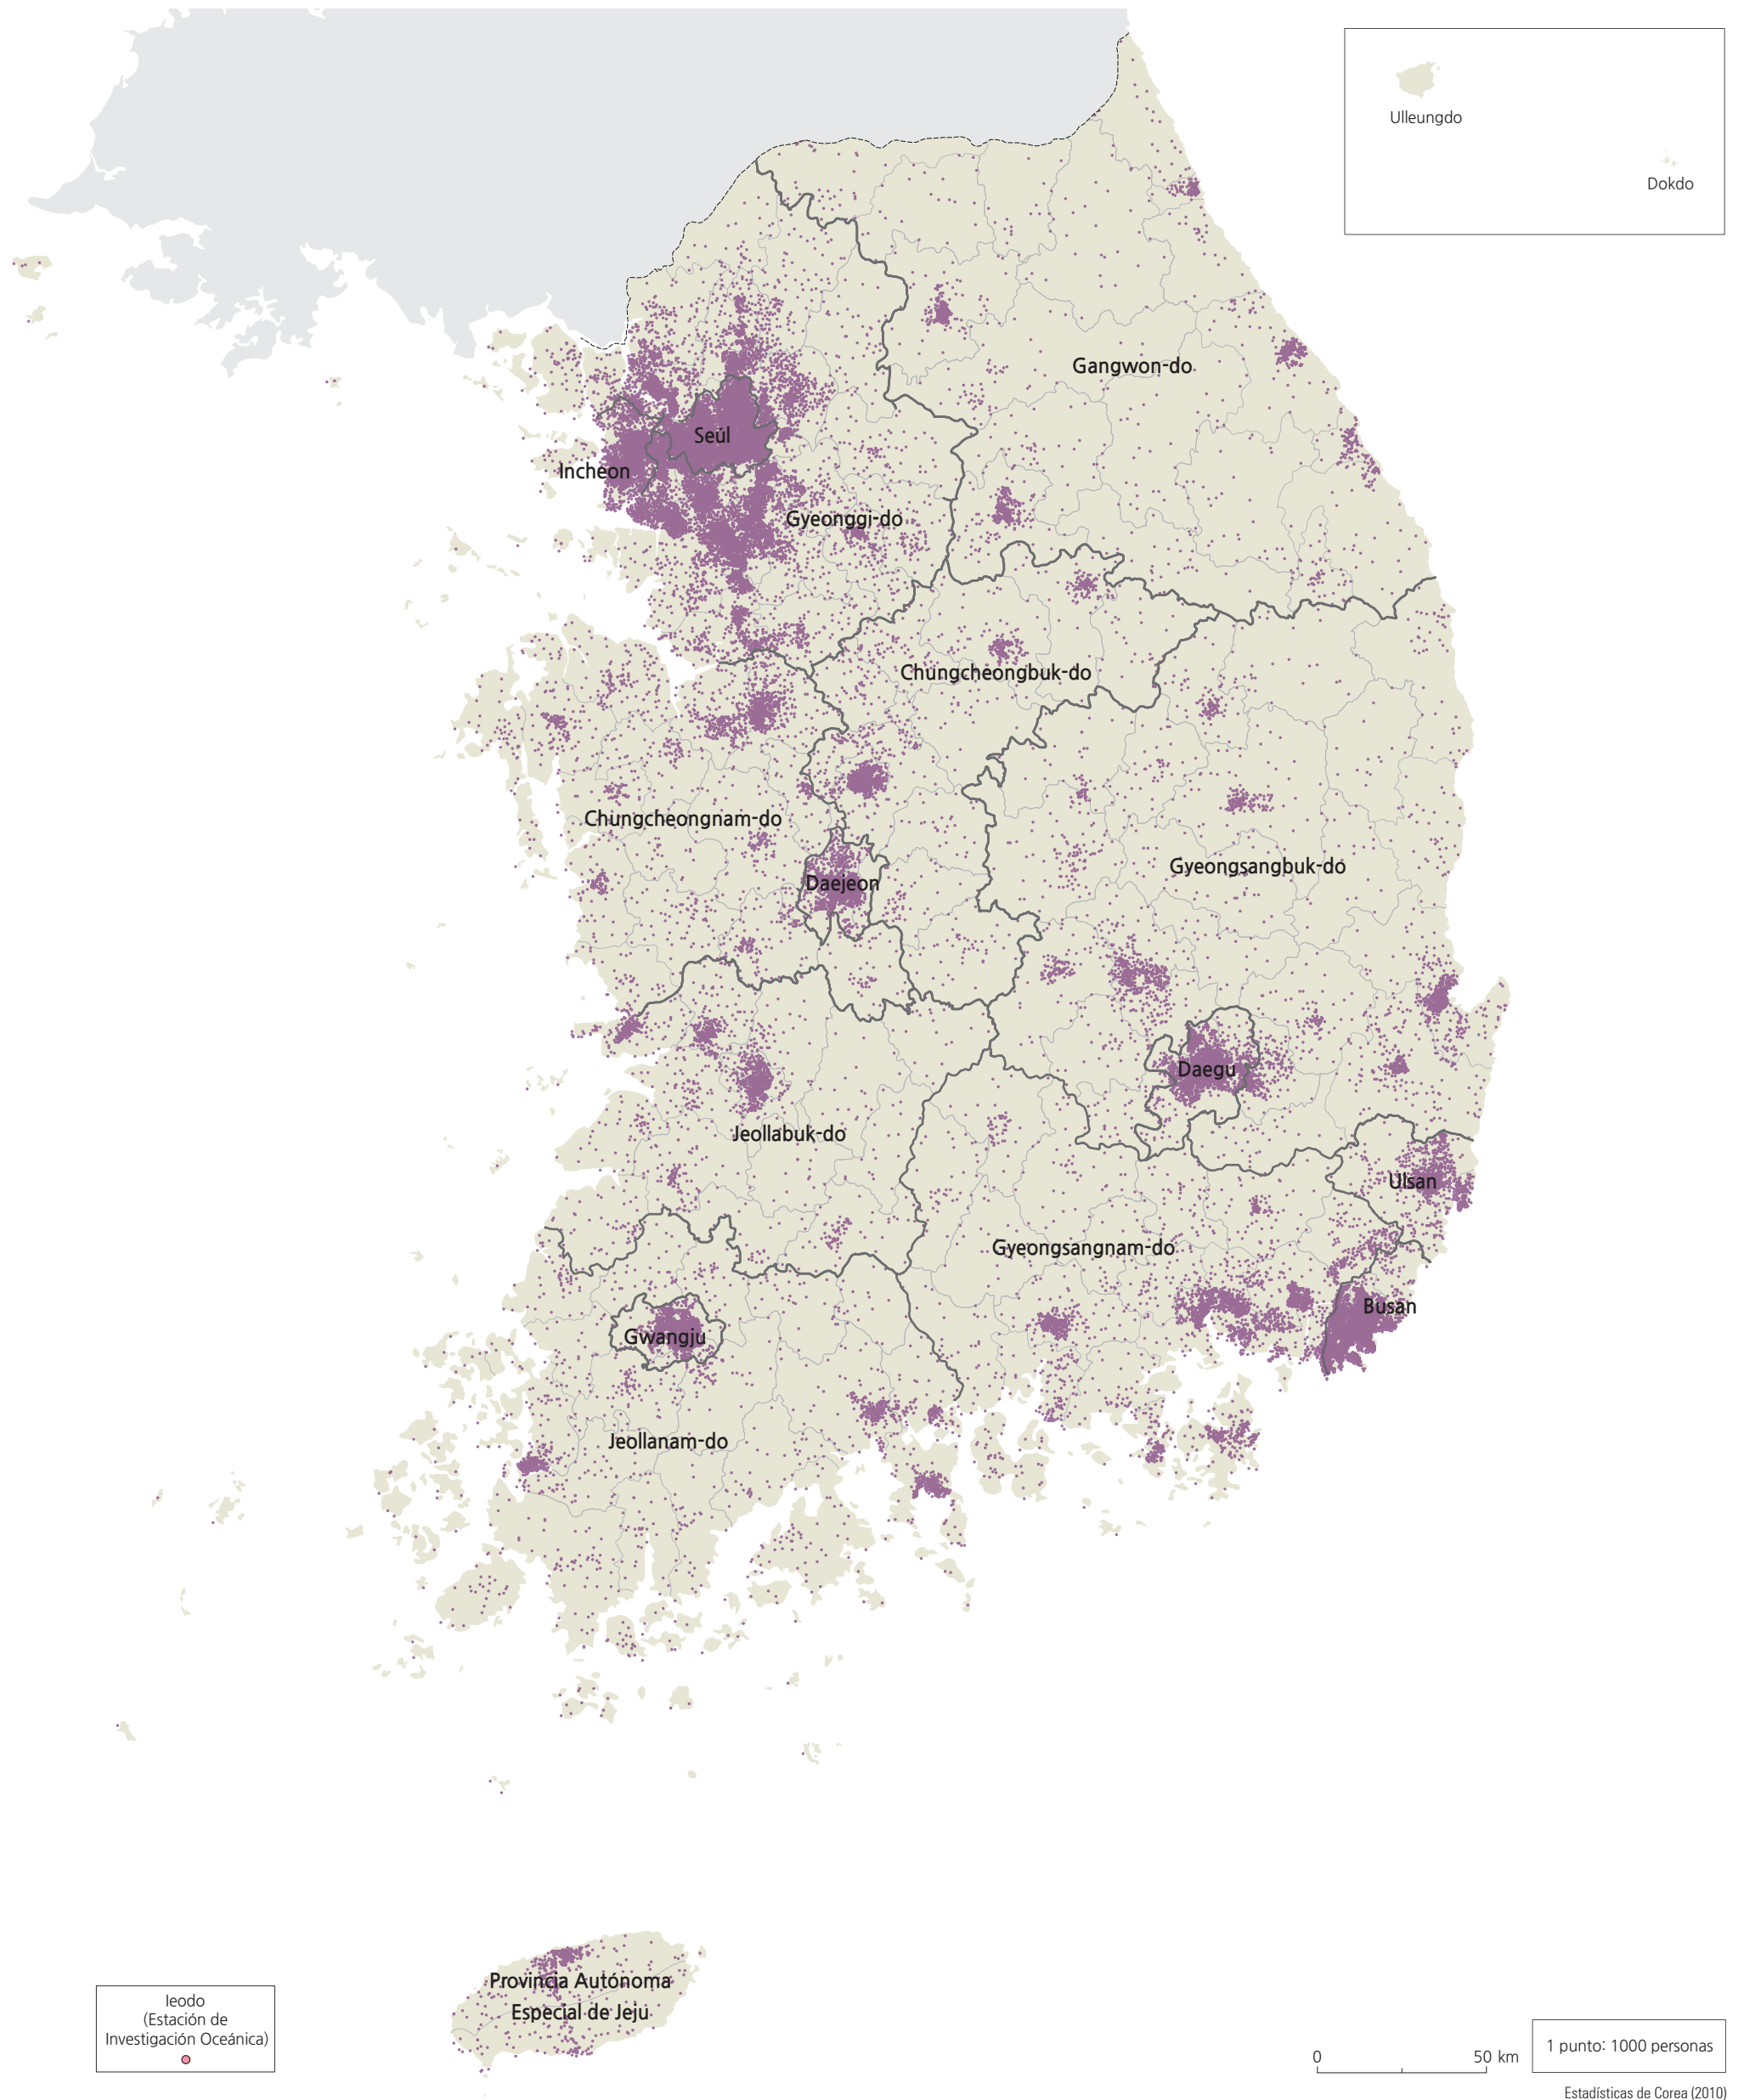 Ulleungdo
Dokdo
Gangwon-do
Seúl
Incheon
Gyeonggi-do
Chungcheongbuk-do
Chungcheongnam-do
Gyeongsangbuk-do
Daejeon
Daegu
Jeollabuk-do
Ulsan
Gyeongsangnam-do
Busan
Gwangju
Jeollanam-do
Provincia Autónoma
Especial de Jeju
Ieodo
(Estación de
Investigación Oceánica)
0 50 km
1 punto: 1000 personas
Estadísticas de Corea (2010)